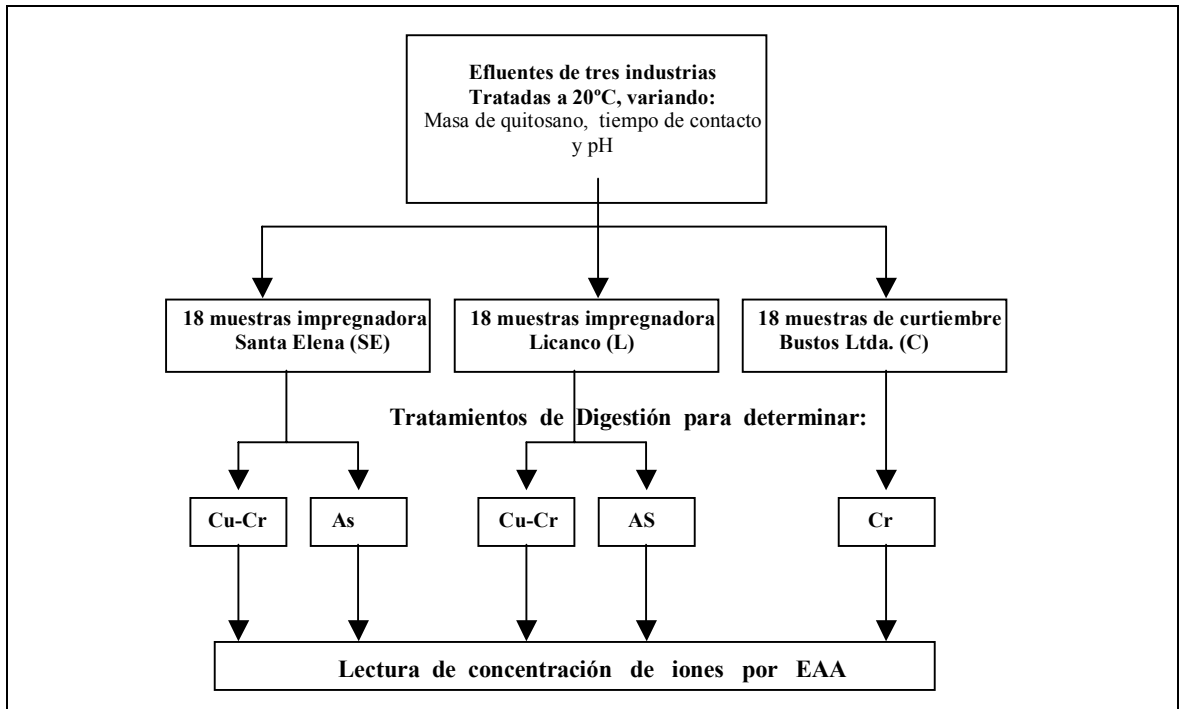 Efluentes de tres industrias
Tratadas a 20ºC, variando:
Masa de quitosano, tiempo de contacto
y pH
18 muestras impregnadora
Santa Elena (SE)
18 muestras impregnadora
Licanco (L)
18 muestras de curtiembre
Bustos Ltda. (C)
Tratamientos de Digestión para determinar:
Cu-Cr
As
Cu-Cr
AS
Cr
Lectura de concentración de iones por EAA